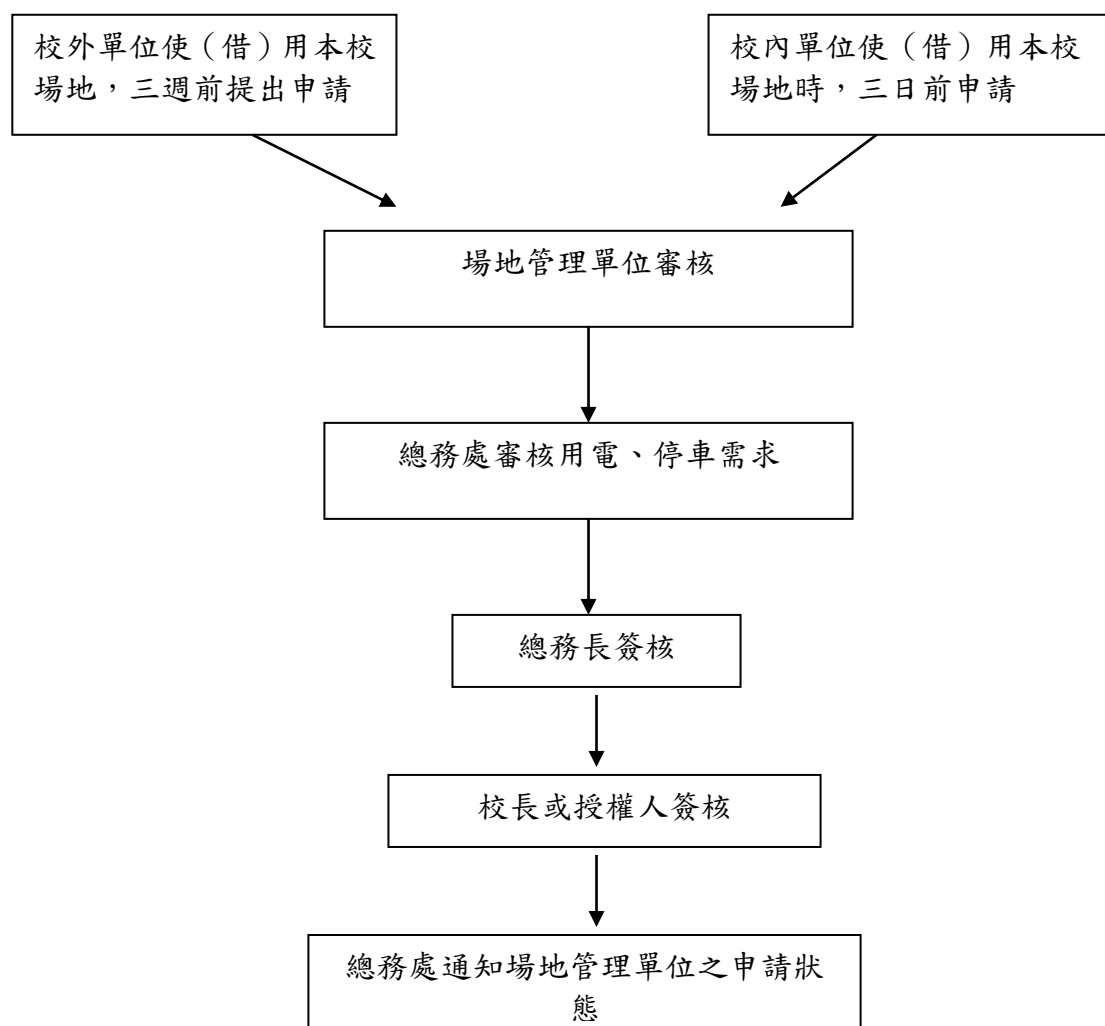 校外單位使（借）用本校
場地，三週前提出申請
校內單位使（借）用本校
場地時，三日前申請
場地管理單位審核
總務處審核用電、停車需求
總務長簽核
校長或授權人簽核
總務處通知場地管理單位之申請狀
態